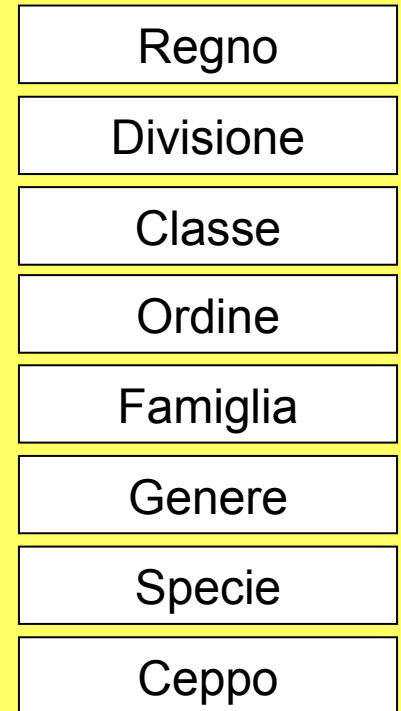 Regno
Divisione
Classe
Ordine
Famiglia
Genere
Specie
Ceppo